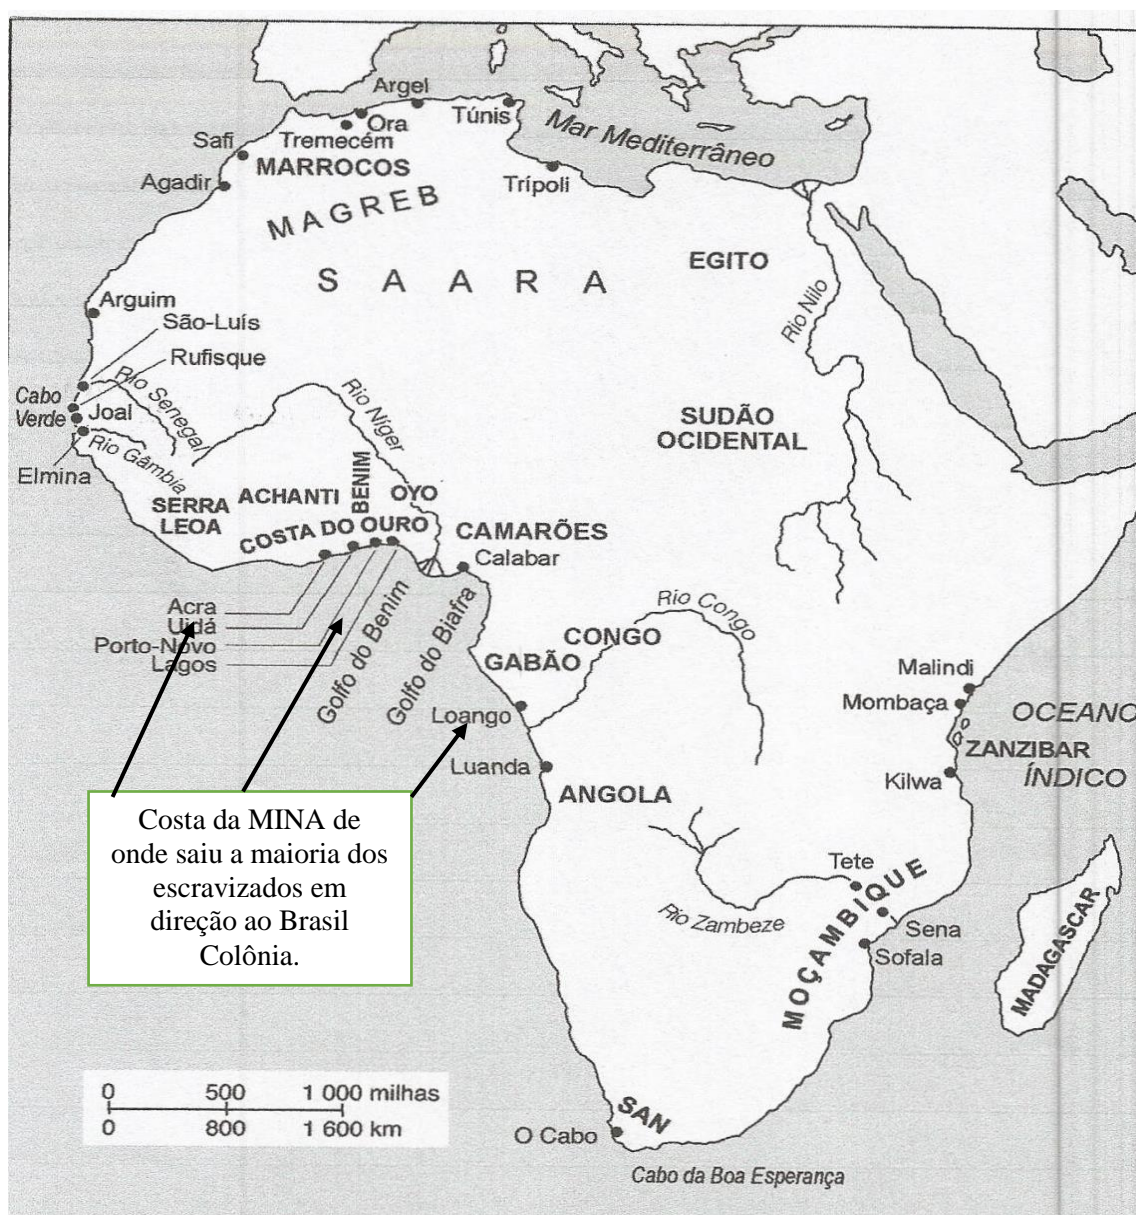 Argel
Ora
Túnis
Mar Mediterrâneo
Tremecém
Safi
MARROCOS
Agadir
Trípoli
MAGREB
EGITO
SAARA
Rio Nilo
Arguim
São-Luís
Rufisque
Rio Senegal
Rio Níger
Cabo
Verde
Joal
SUDÃO
OCIDENTAL
Rio Gâmbia
Elmina
SERRA
LEOA
ACHANTI
BENIM
OYO
COSTA DO OURO
CAMARÕES
Calabar
Acra
Uidá
Porto-Novo
Lagos
Golfo do Benim
Golfo do Biafra
Rio Congo
CONGO
GABÃO
Malindi
Mombaça
Loango
OCEANO
ÍNDICO
ZANZIBAR
Luanda
Kilwa
ANGOLA
Costa da MINA de
onde saiu a maioria dos
escravizados em
direção ao Brasil
Colônia.
Tete
MOÇAMBIQUE
Rio Zambeze
Sena
Sofala
MADAGASCAR
0 500 1 000 milhas
0 800 1 600 km
SAN
O Cabo
Cabo da Boa Esperança